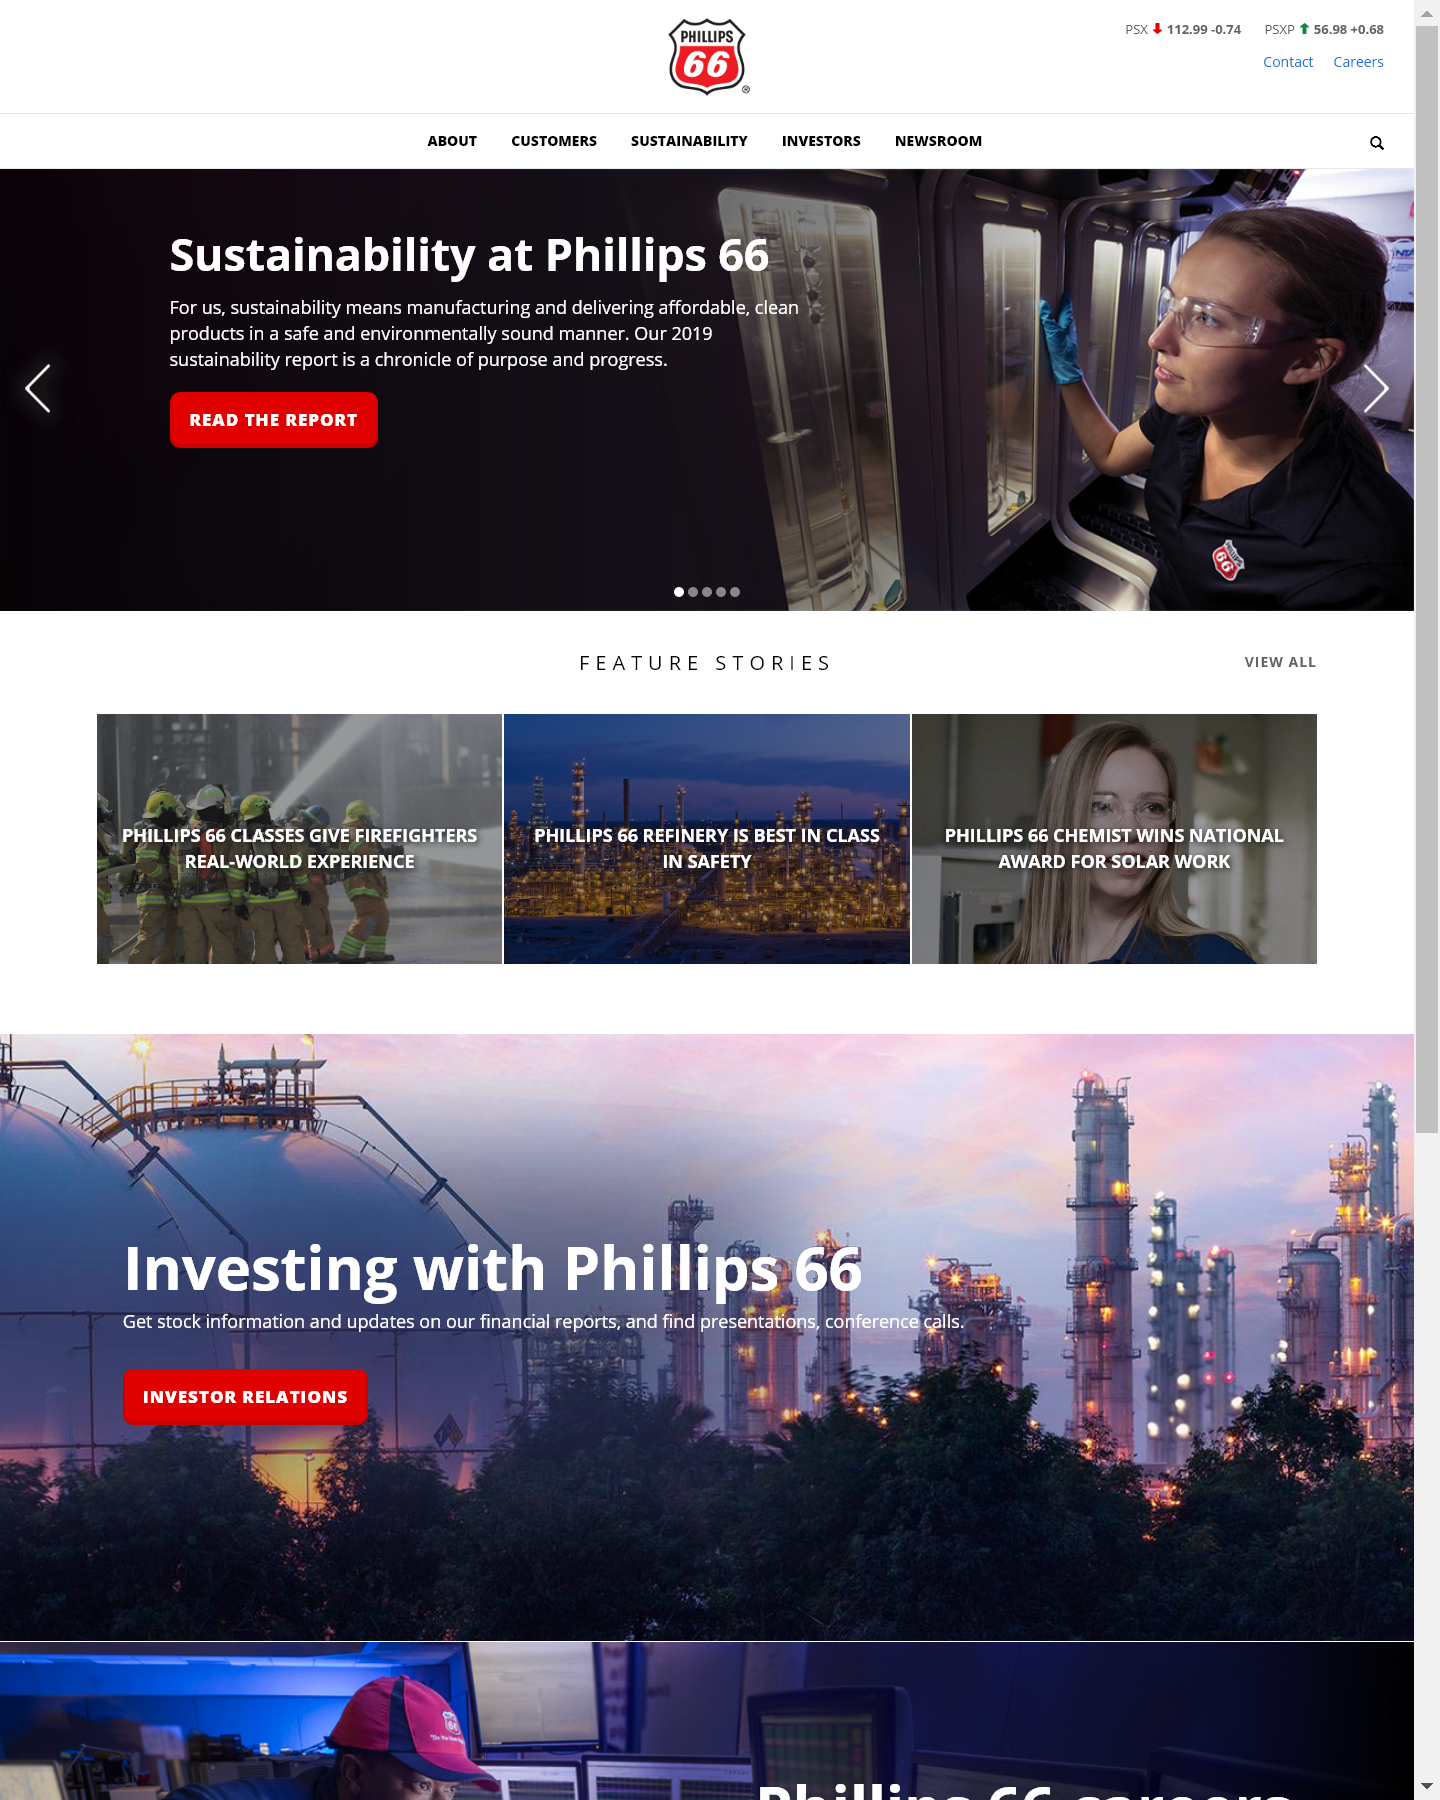 PHILLIPS
66
®
PSX 112.99 -0.74 PSXP 56.98 +0.68
Contact Careers
ABOUT CUSTOMERS SUSTAINABILITY INVESTORS NEWSROOM
Sustainability at Phillips 66
For us, sustainability means manufacturing and delivering affordable, clean
products in a safe and environmentally sound manner. Our 2019
sustainability report is a chronicle of purpose and progress.
READ THE REPORT
66
FEATURE STORIES
VIEW ALL
PHILLIPS 66 CLASSES GIVE FIREFIGHTERS
REAL-WORLD EXPERIENCE
PHILLIPS 66 REFINERY IS BEST IN CLASS
IN SAFETY
PHILLIPS 66 CHEMIST WINS NATIONAL
AWARD FOR SOLAR WORK
Investing with Phillips 66
Get stock information and updates on our financial reports, and find presentations, conference calls.
INVESTOR RELATIONS
66
Phillips 66 careers